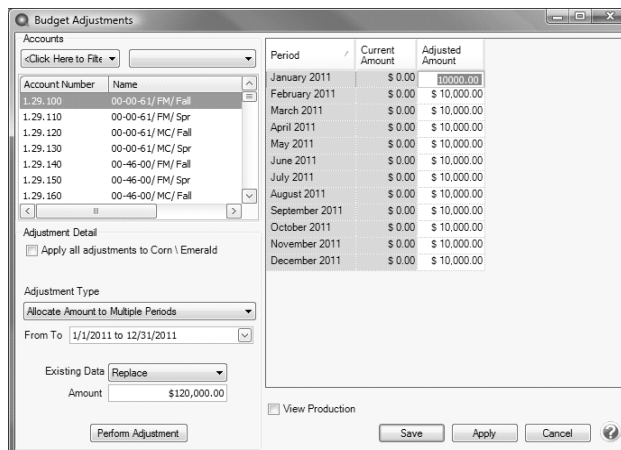 Budget Adjustments
Accounts
<Click Here to Filte
Account Number Name
1.29.100 00-00-61/ FM/ Fall
1.29.110 00-00-61/ FM/ Spr
1.29.120 00-00-61/ MC/ Fall
1.29.130 00-00-61/ MC/ Spr
1.29.140 00-46-00/ FM/ Fall
1.29.150 00-46-00/ FM/ Spr
1.29.160 00-46-00/ MC/ Fall
Adjustment Detail
Apply all adjustments to Corn \ Emerald
Adjustment Type
Allocate Amount to Multiple Periods
From To 1/1/2011 to 12/31/2011
Existing Data Replace
Amount $120,000.00
Perform Adjustment
Period Current Amount Adjusted Amount
January 2011 $ 0.00 10000.00
February 2011 $ 0.00 $ 10,000.00
March 2011 $ 0.00 $ 10,000.00
April 2011 $ 0.00 $ 10,000.00
May 2011 $ 0.00 $ 10,000.00
June 2011 $ 0.00 $ 10,000.00
July 2011 $ 0.00 $ 10,000.00
August 2011 $ 0.00 $ 10,000.00
September 2011 $ 0.00 $ 10,000.00
October 2011 $ 0.00 $ 10,000.00
November 2011 $ 0.00 $ 10,000.00
December 2011 $ 0.00 $ 10,000.00
View Production
Save Apply Cancel ?